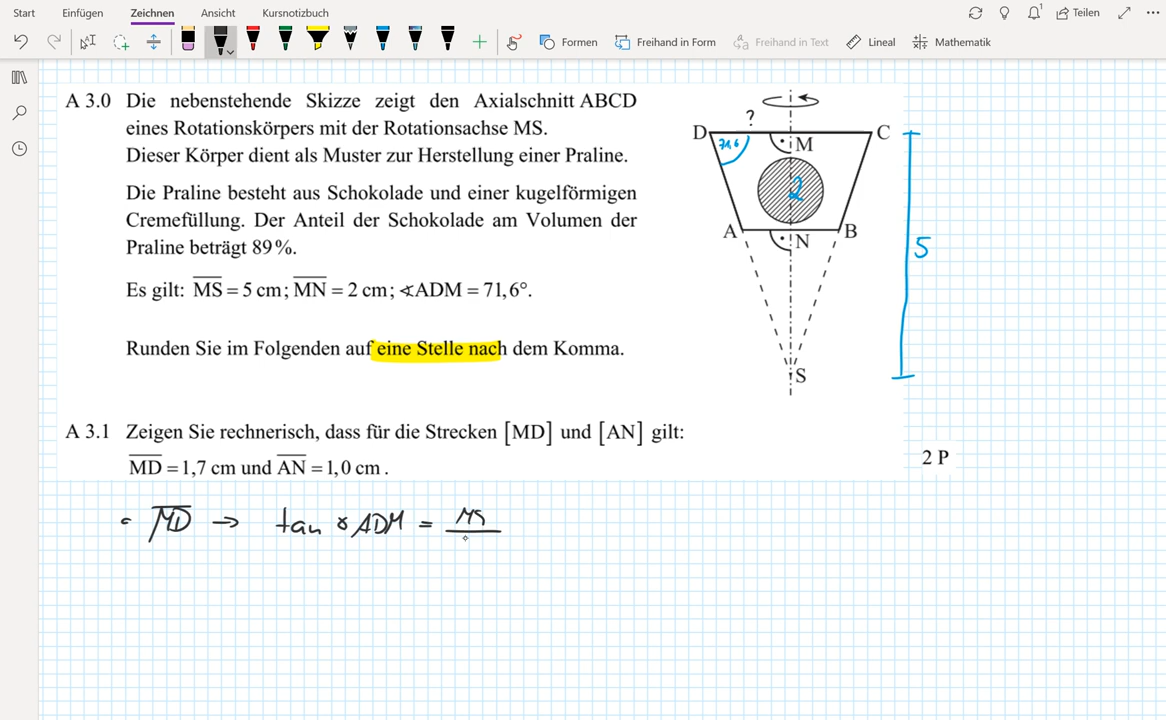 Start Einfügen Zeichnen Ansicht Kursnotizbuch
1 Teilen
Formen Freihand in Form Freihand in Text Lineal Mathematik
A 3.0 Die nebenstehende Skizze zeigt den Axialschnitt ABCD
eines Rotationskörpers mit der Rotationsachse MS.
Dieser Körper dient als Muster zur Herstellung einer Praline.
Die Praline besteht aus Schokolade und einer kugelförmigen
Cremefüllung. Der Anteil der Schokolade am Volumen der
Praline beträgt 89%.
Es gilt: M̅S̅ = 5 cm; M̅N̅ = 2 cm; ∢ADM = 71,6°.
Runden Sie im Folgenden auf eine Stelle nach dem Komma.
?
D M C
71,6
2
A N B
5
S
A 3.1 Zeigen Sie rechnerisch, dass für die Strecken [MD] und [AN] gilt:
M̅D̅ = 1,7 cm und A̅N̅ = 1,0 cm.
2 P
M̅D̅ → tan ∢ ADM = MS